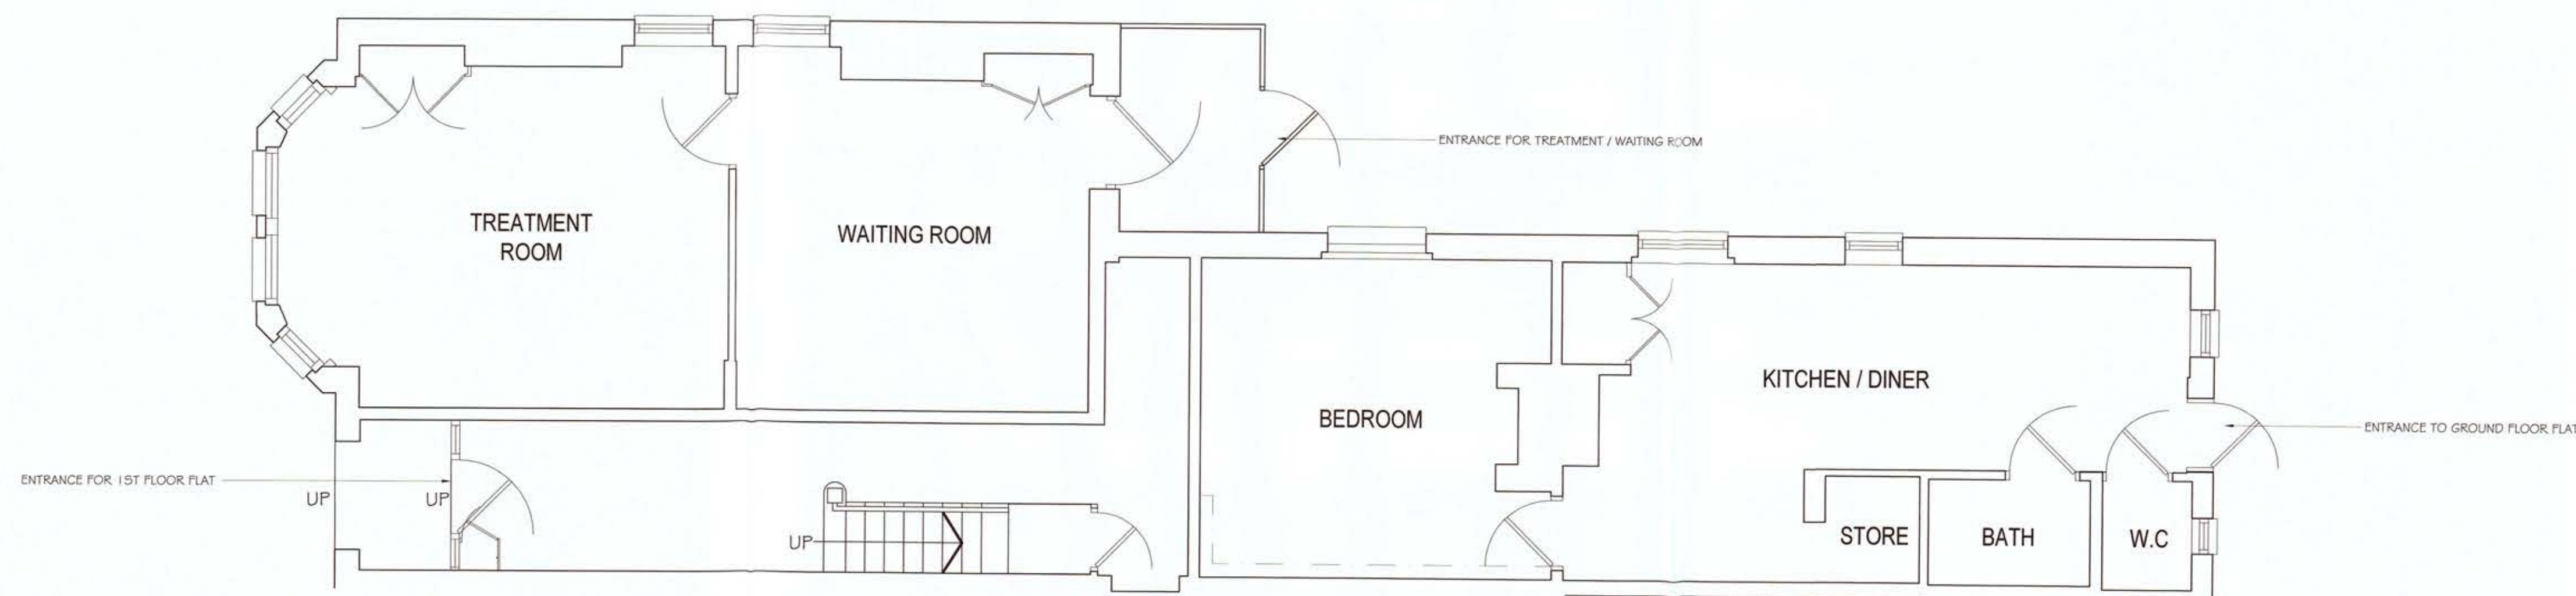 ENTRANCE FOR TREATMENT / WAITING ROOM
TREATMENT
ROOM
WAITING ROOM
KITCHEN / DINER
BEDROOM
ENTRANCE TO GROUND FLOOR FLAT
ENTRANCE FOR 1ST FLOOR FLAT
UP
UP
UP
STORE
BATH
W.C